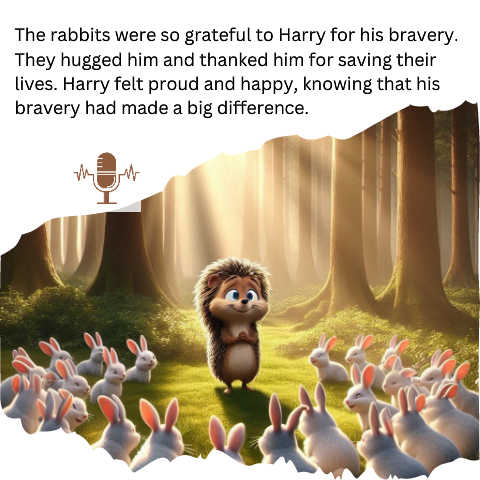 The rabbits were so grateful to Harry for his bravery.
They hugged him and thanked him for saving their
lives. Harry felt proud and happy, knowing that his
bravery had made a big difference.